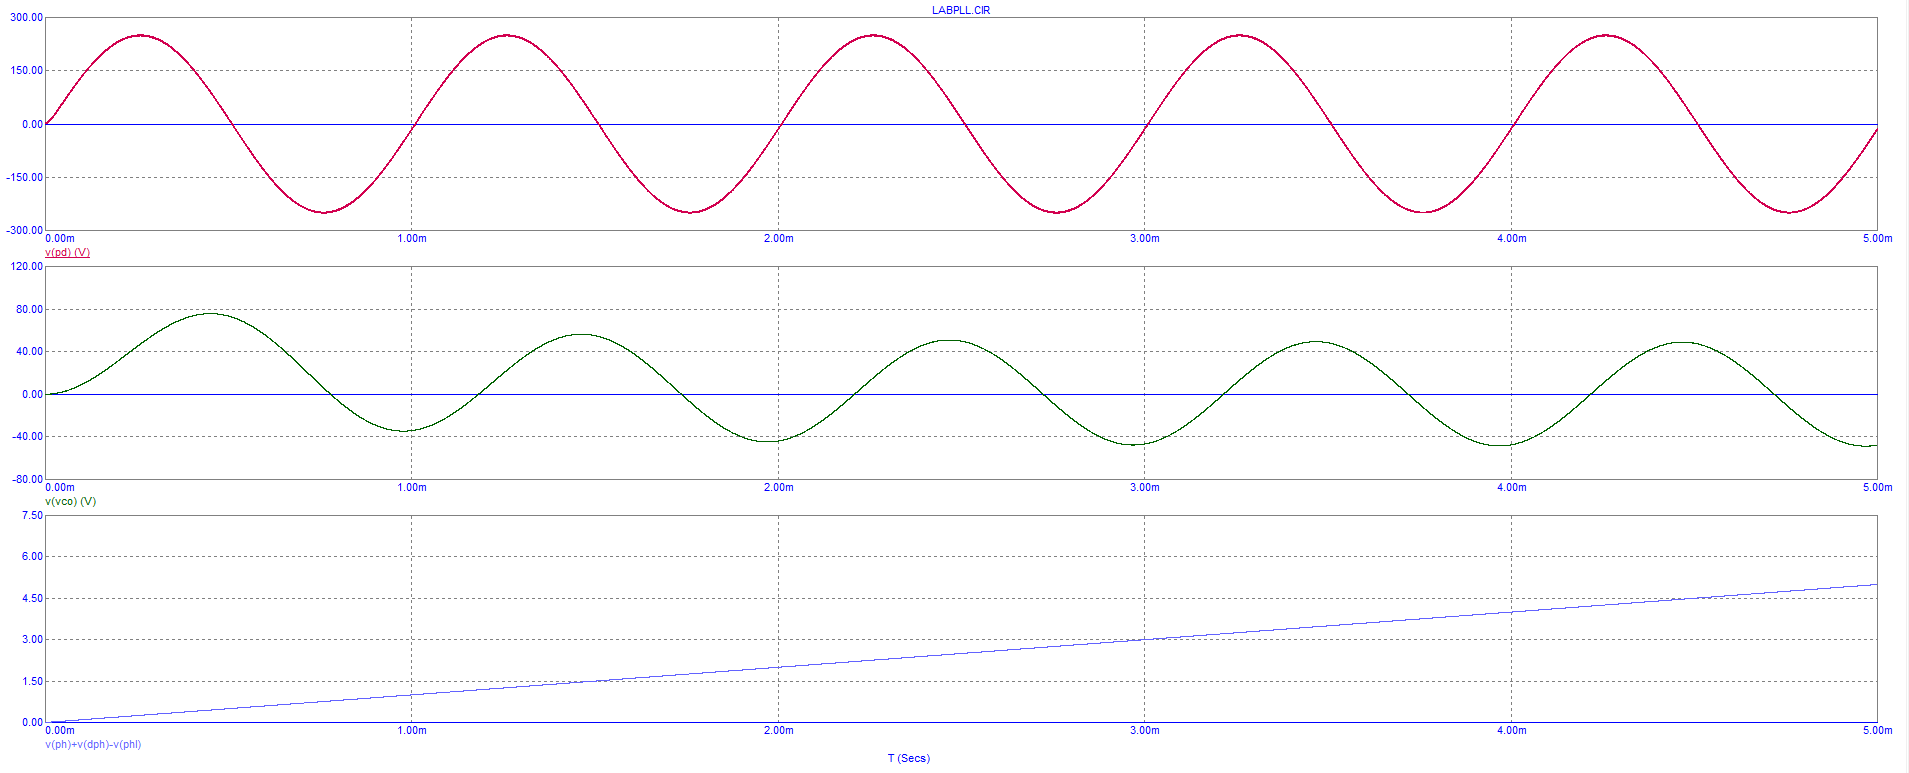 LABPLL.CIR
300.00
150.00
0.00
-150.00
-300.00
0.00m 1.00m 2.00m 3.00m 4.00m 5.00m
v(pd) (V)
120.00
80.00
40.00
0.00
-40.00
-80.00
0.00m 1.00m 2.00m 3.00m 4.00m 5.00m
v(vco) (V)
7.50
6.00
4.50
3.00
1.50
0.00
0.00m 1.00m 2.00m 3.00m 4.00m 5.00m
v(ph)+v(dph)-v(phl)
T (Secs)